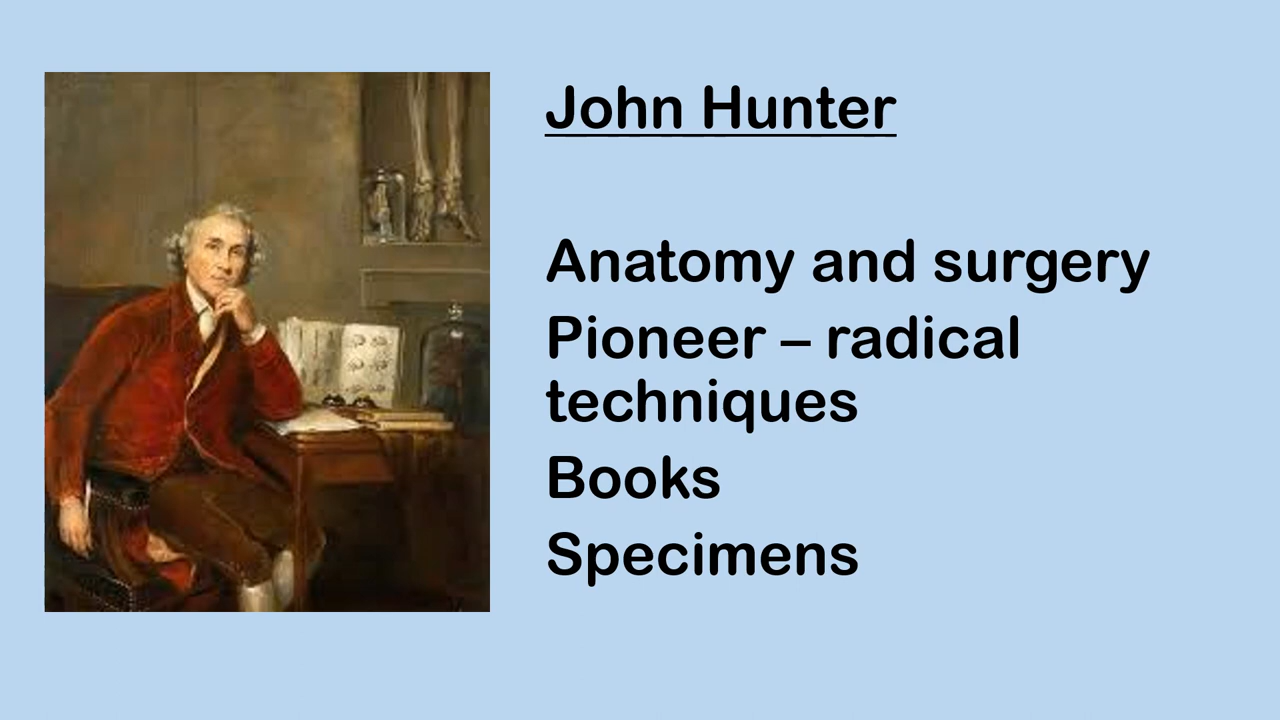 John Hunter
Anatomy and surgery
Pioneer – radical
techniques
Books
Specimens